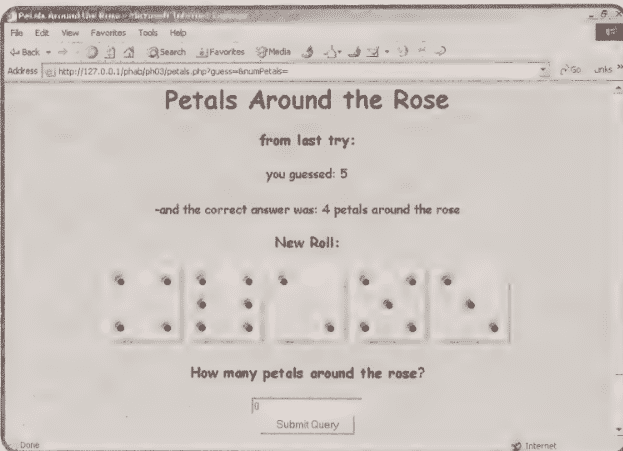 Petals Around the Rose - Microsoft Internet Explorer
File Edit View Favorites Tools Help
Back Search Favorites Media
Address http://127.0.0.1/phab/ph03/petals.php?guess=&numPetals= Go Links »
Petals Around the Rose
from last try:
you guessed: 5
-and the correct answer was: 4 petals around the rose
New Roll:
How many petals around the rose?
0
Submit Query
Done Internet